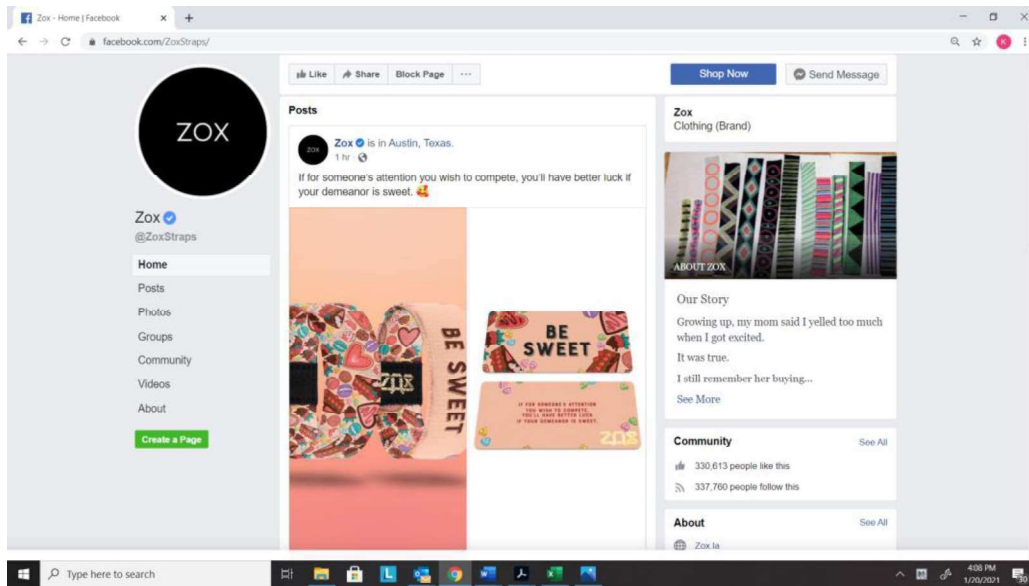 Zox - Home | Facebook
facebook.com/ZoxStraps/
K
ZOX
Zox
@ZoxStraps
Home
Posts
Photos
Groups
Community
Videos
About
Create a Page
Like
Share
Block Page
Shop Now
Send Message
Posts
ZOX
Zox is in Austin, Texas.
1 hr
If for someone's attention you wish to compete, you'll have better luck if
your demeanor is sweet.
BE SWEET
ZOX
BE
SWEET
IF FOR SOMEONE'S ATTENTION
YOU WISH TO COMPETE,
YOU'LL HAVE BETTER LUCK
IF YOUR DEMEANOR IS SWEET.
ZOX
Zox
Clothing (Brand)
ABOUT ZOX
Our Story
Growing up, my mom said I yelled too much
when I got excited.
It was true.
I still remember her buying...
See More
Community
See All
330,613 people like this
337,760 people follow this
About
See All
Zox.la
Type here to search
4:08 PM
1/20/2021